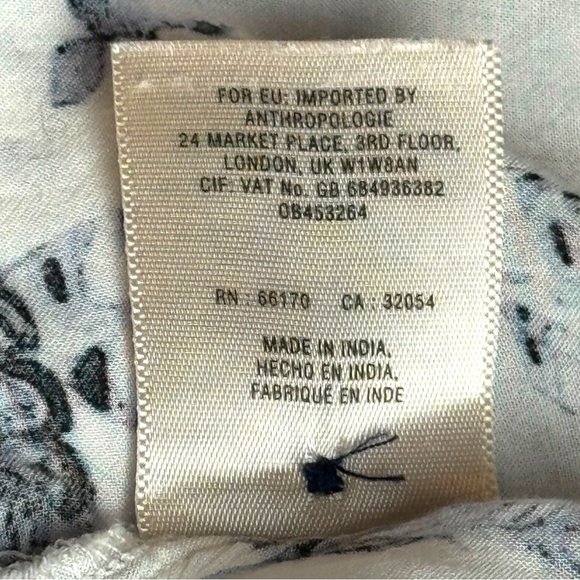 FOR EU: IMPORTED BY
ANTHROPOLOGIE
24 MARKET PLACE, 3RD FLOOR,
LONDON, UK W1W8AN
CIF: VAT No. GB 684936382
OB453264
RN : 66170 CA : 32054
MADE IN INDIA,
HECHO EN INDIA,
FABRIQUÉ EN INDE